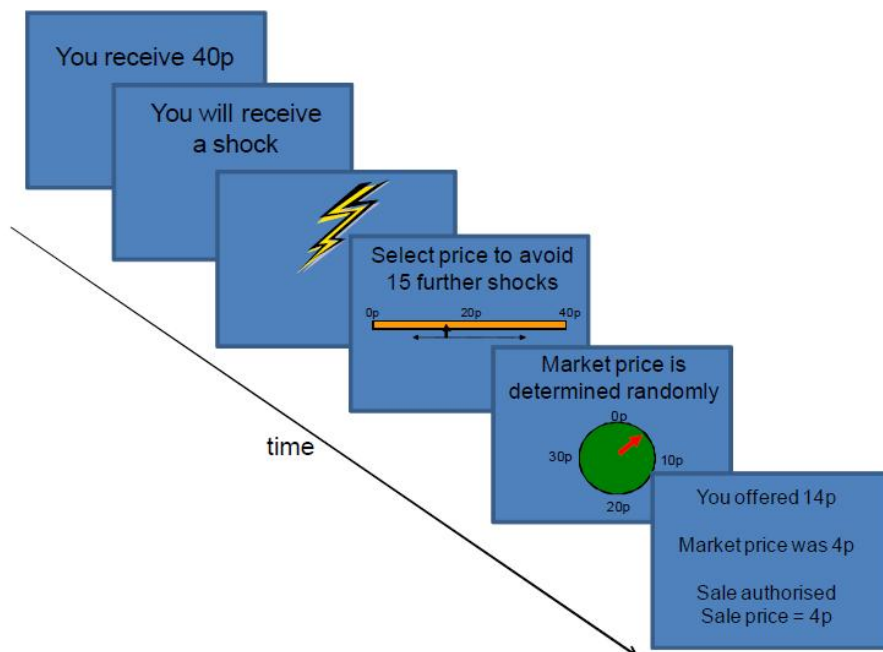 You receive 40p
You will receive
a shock
Select price to avoid
15 further shocks
0p 20p 40p
Market price is
determined randomly
0p
30p 10p
20p
time
You offered 14p
Market price was 4p
Sale authorised
Sale price = 4p